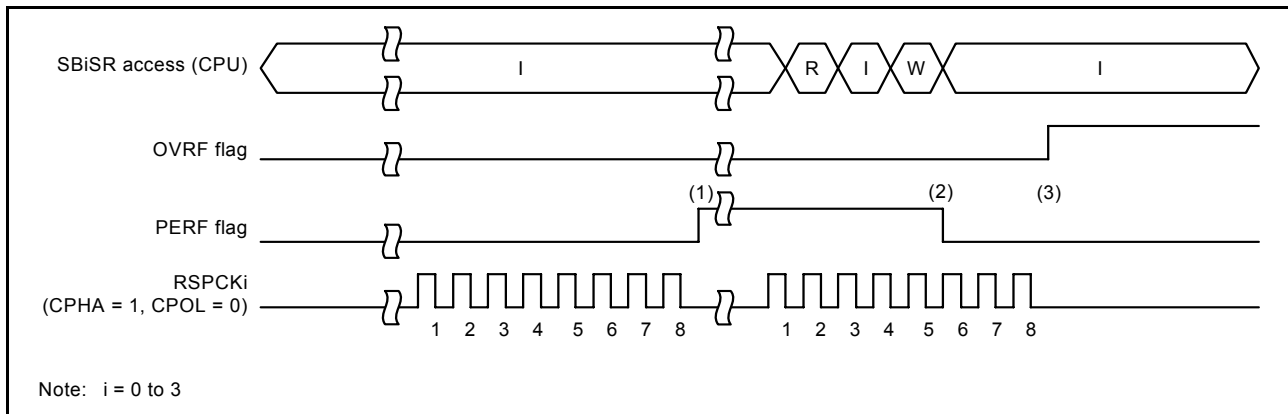 SBiSR access (CPU)
I
R
I
W
I
OVRF flag
(1)
(2)
(3)
PERF flag
RSPCKi
(CPHA = 1, CPOL = 0)
1 2 3 4 5 6 7 8
1 2 3 4 5 6 7 8
Note: i = 0 to 3